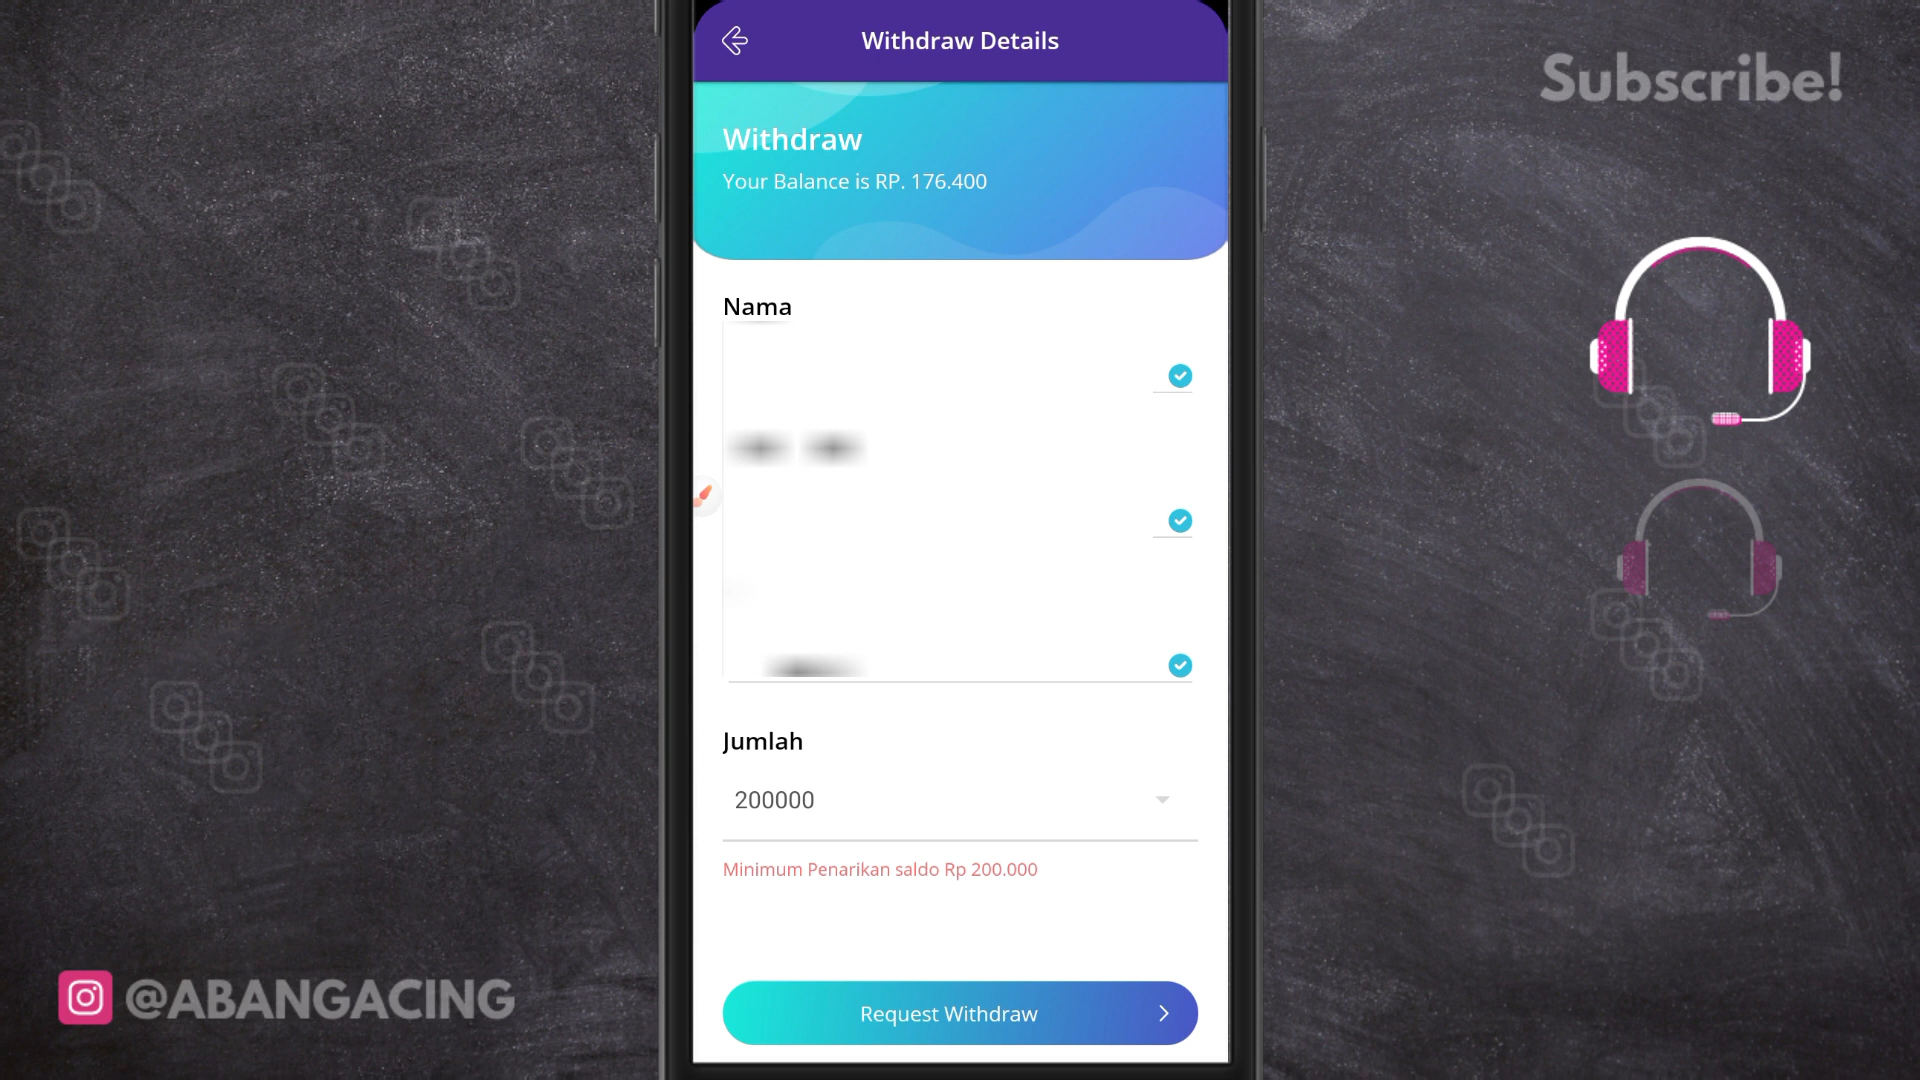 Withdraw Details
Subscribe!
Withdraw
Your Balance is RP. 176.400
Nama
Jumlah
200000
Minimum Penarikan saldo Rp 200.000
@ABANGACING
Request Withdraw